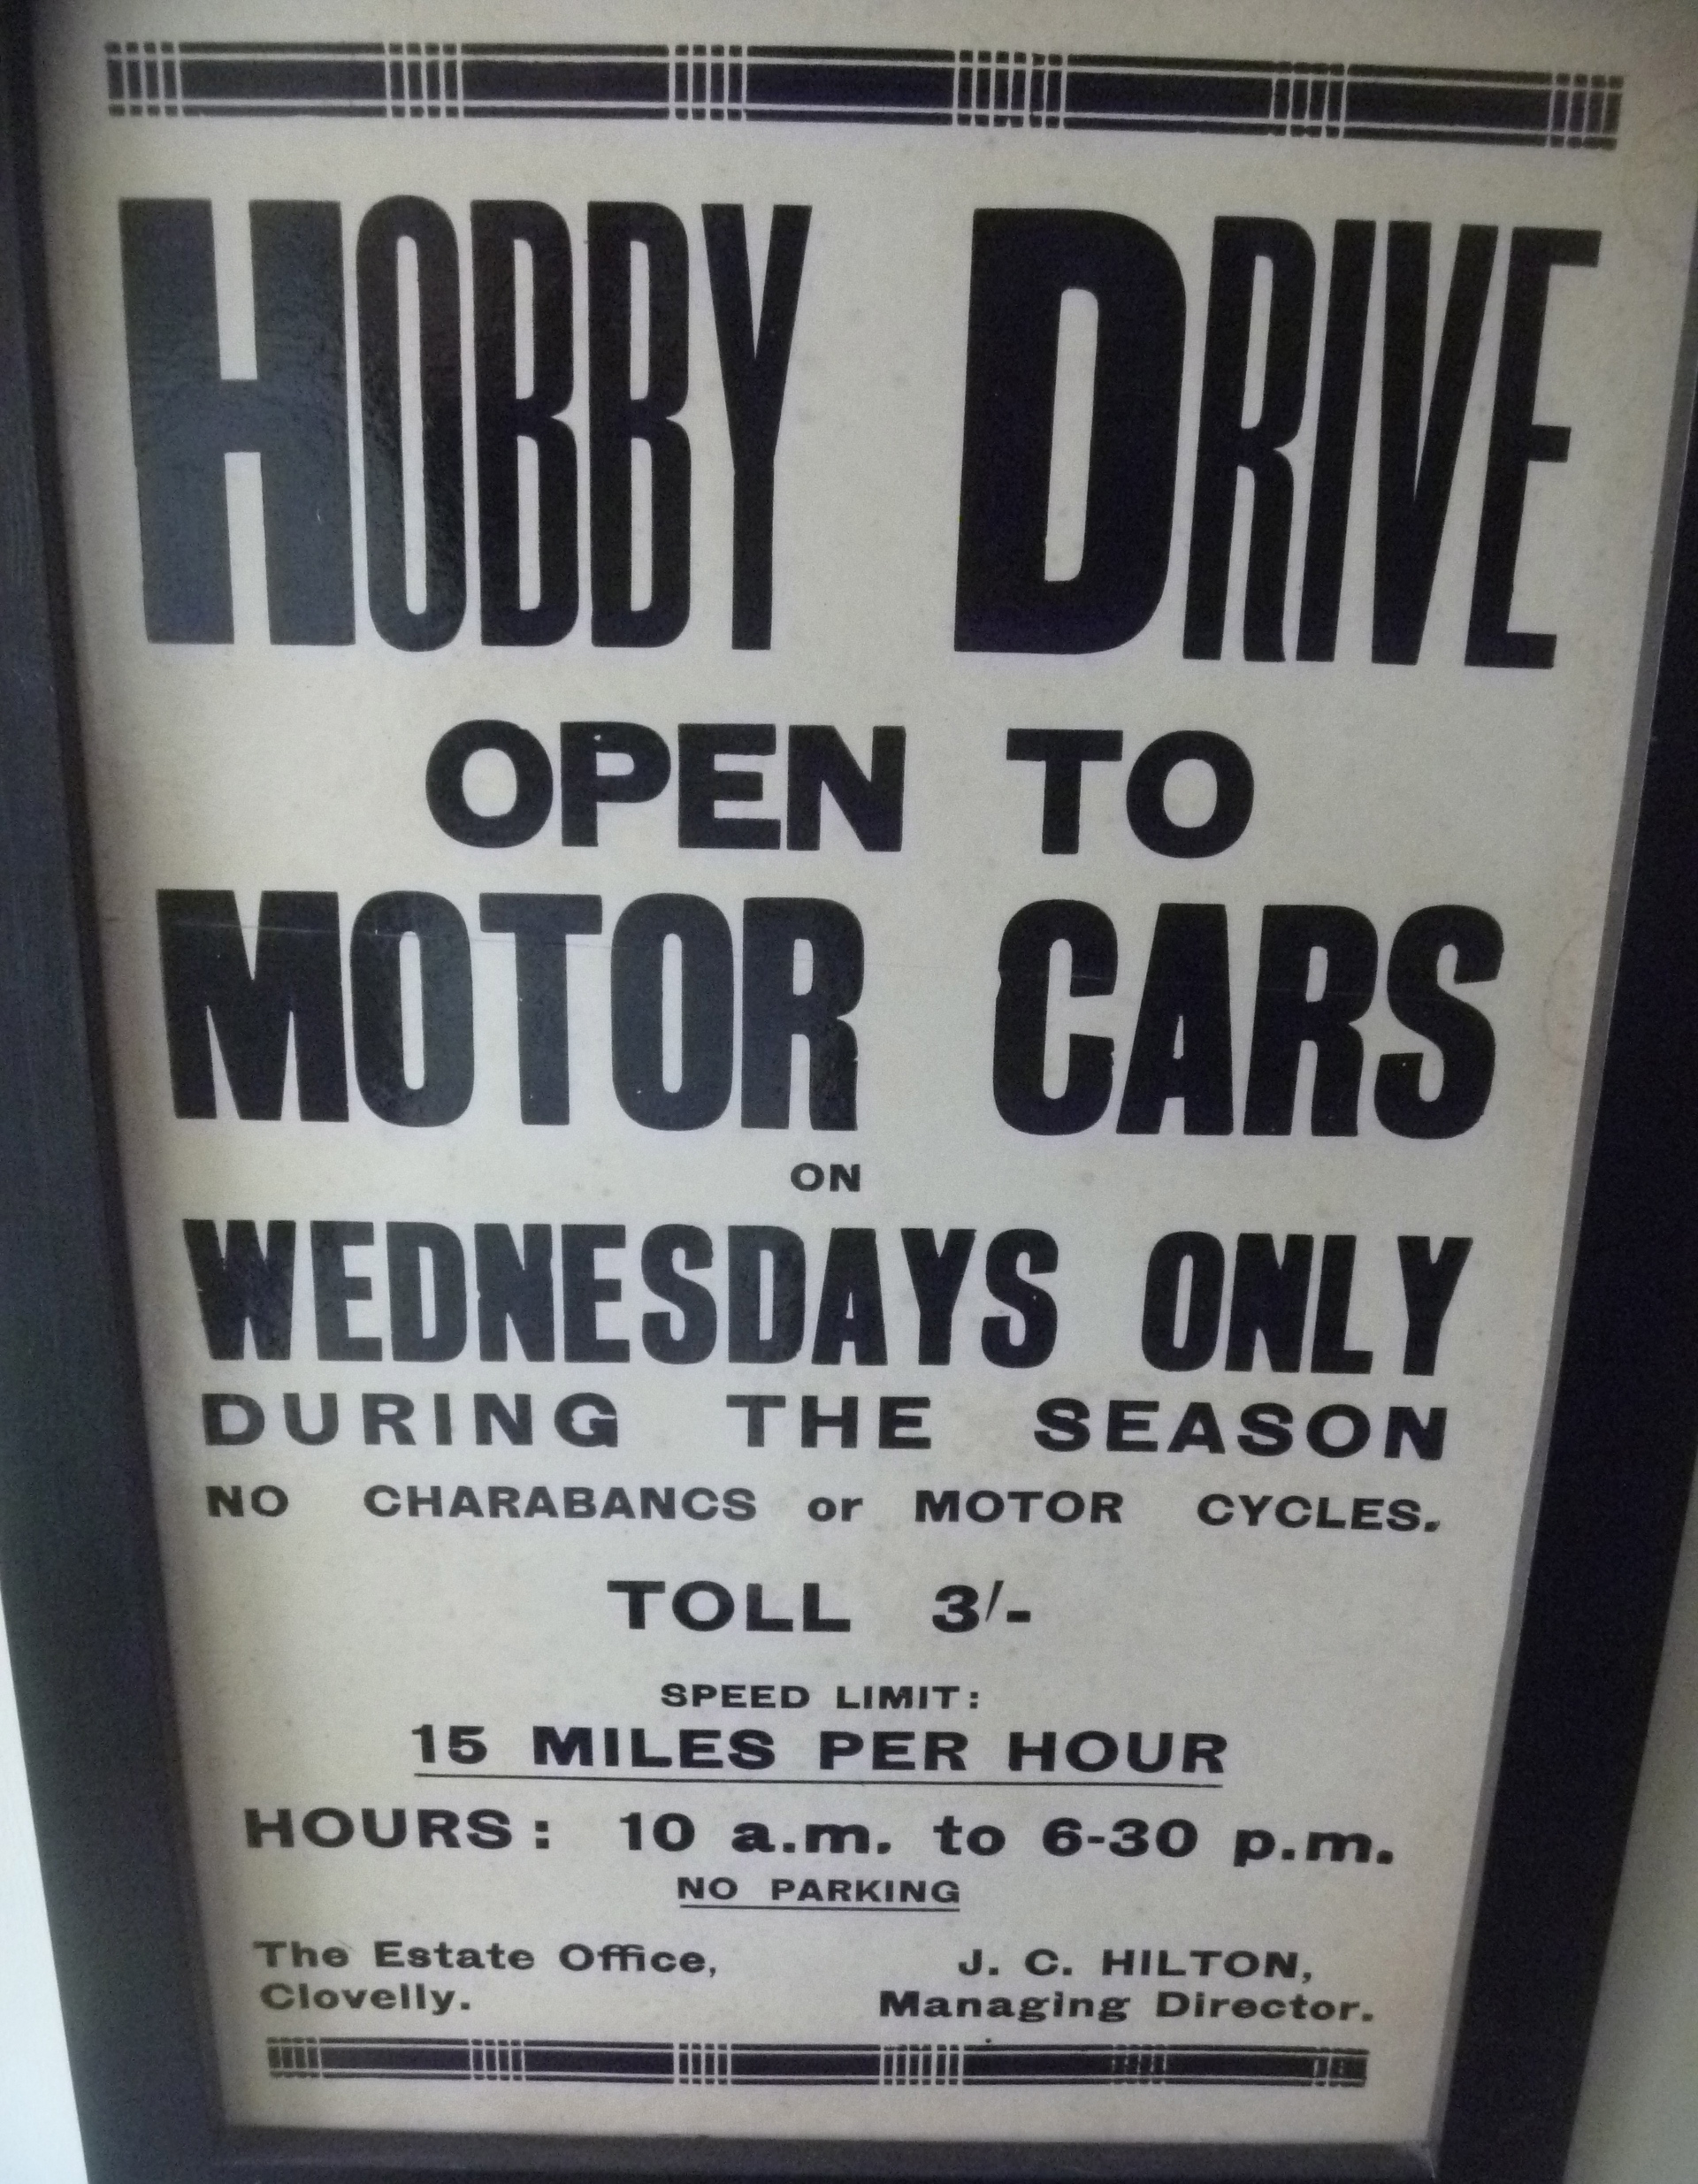 HOBBY DRIVE
OPEN TO
MOTOR CARS
ON
WEDNESDAYS ONLY
DURING THE SEASON
NO CHARABANCS or MOTOR CYCLES.
TOLL 3/-
SPEED LIMIT:
15 MILES PER HOUR
HOURS: 10 a.m. to 6-30 p.m.
NO PARKING
The Estate Office,
Clovelly.
J. C. HILTON,
Managing Director.